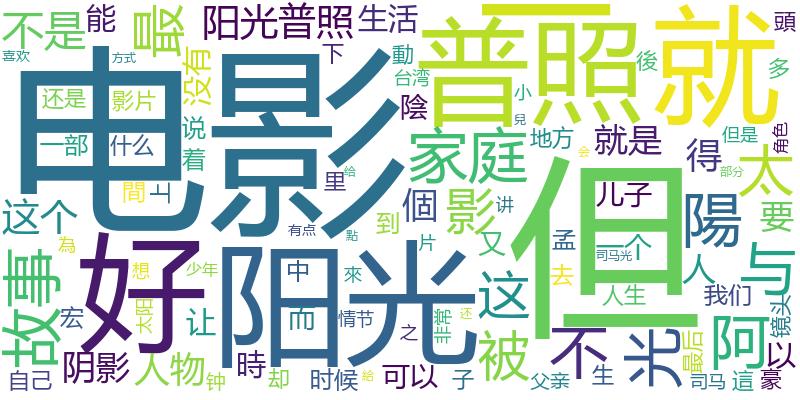 不是
能
最
阳光普照
生活
普照
一
就
頭
喜欢
方式
没有
下
動
後
多
电影
台湾
还是
影片
陰
小
兒
一部
什么
说
着
家庭
地方
就是
但是
角色
間
上
里
给
但
会
得
太
部分
这个
個
影
到
讲
儿子
陽
要
有点
點
片
又
孟
司马光
一个
故事
好
為
想
少年
阳光
中
來
这
去
人生
人
与
太阳
宏
让
而
情节
之
非常
还
我们
镜头
阴影
人物
時
被
不
光
最后
阿
以
自己
钟
却
时候
給
可以
子
父亲
生
司马
這
豪